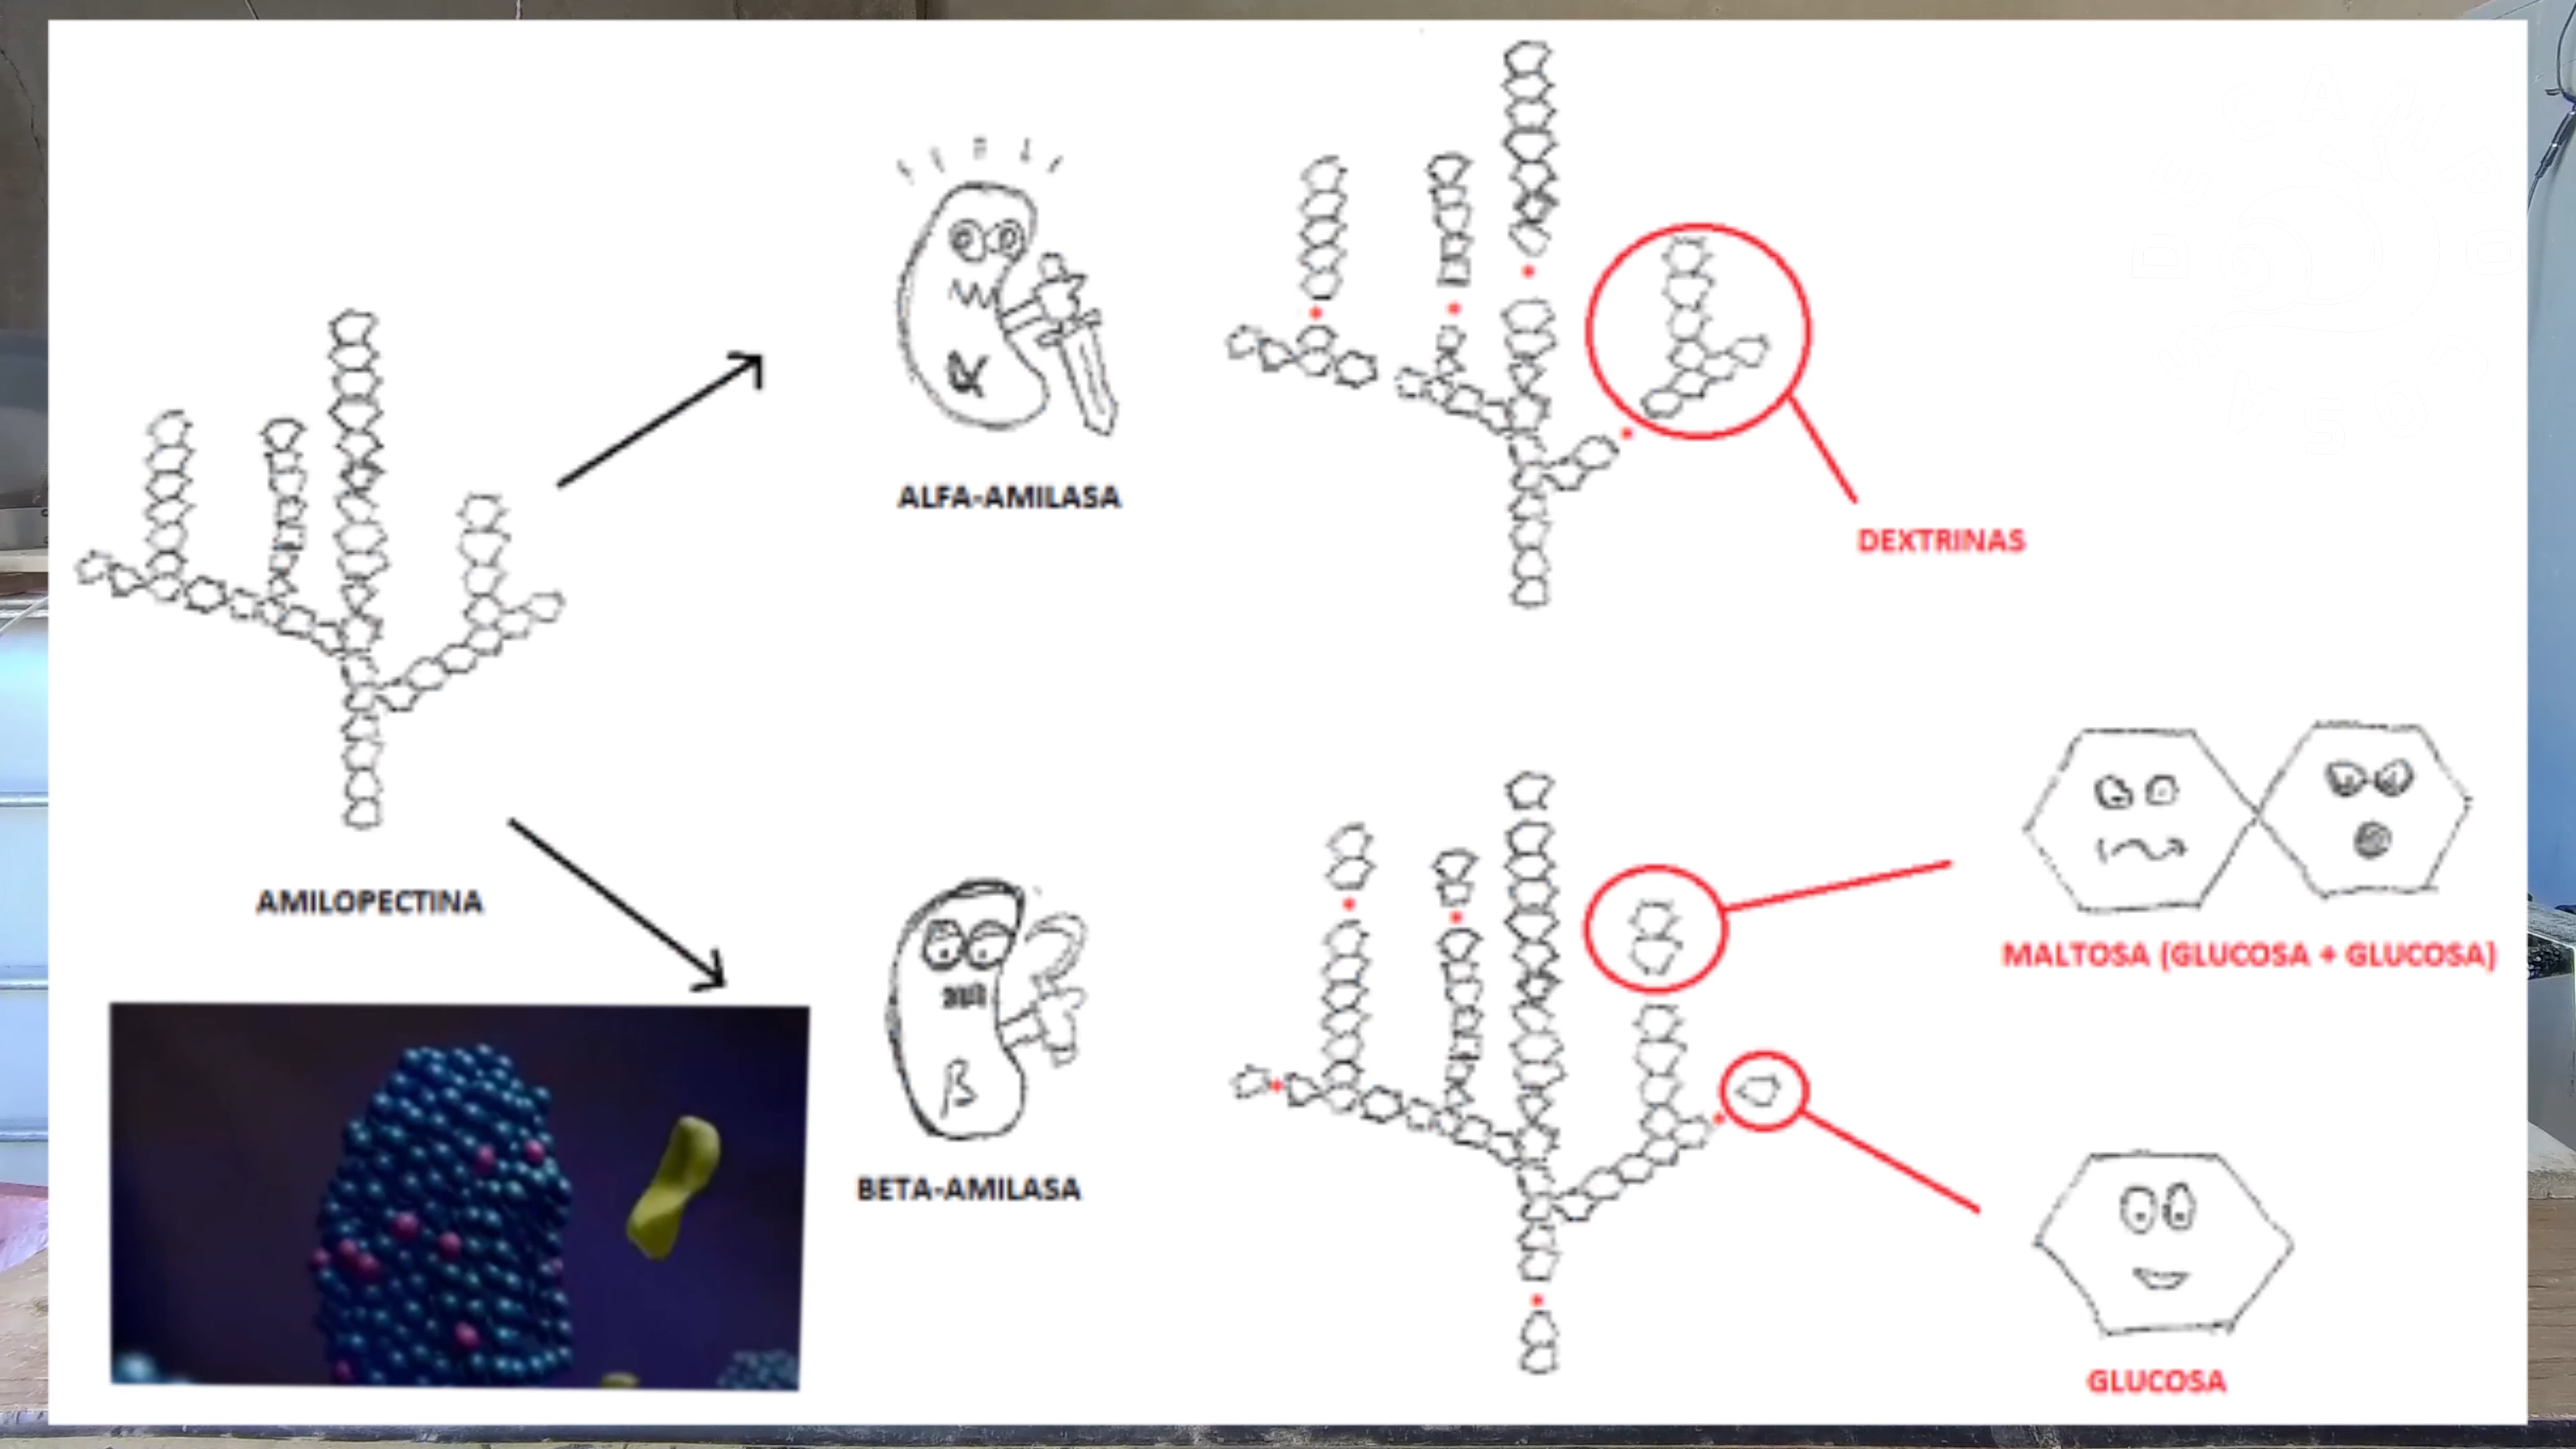 α
ALFA-AMILASA
DEXTRINAS
AMILOPECTINA
β
BETA-AMILASA
MALTOSA (GLUCOSA + GLUCOSA)
GLUCOSA